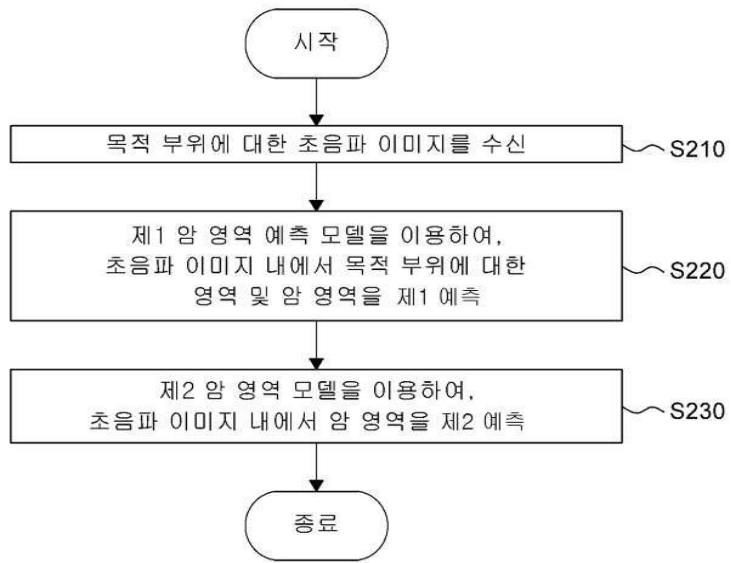 시작
목적 부위에 대한 초음파 이미지를 수신
S210
제1 암 영역 예측 모델을 이용하여,
초음파 이미지 내에서 목적 부위에 대한
영역 및 암 영역을 제1 예측
S220
제2 암 영역 모델을 이용하여,
초음파 이미지 내에서 암 영역을 제2 예측
S230
종료